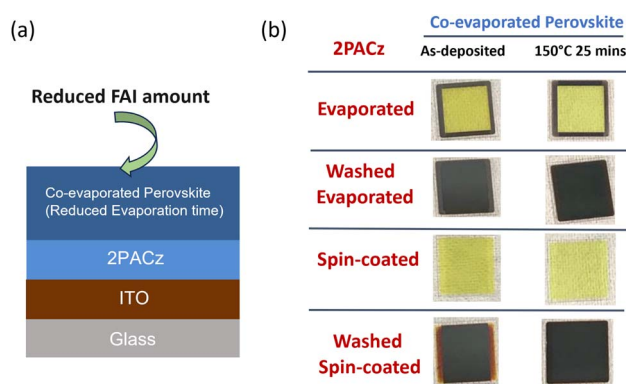 (a)
Reduced FAI amount
Co-evaporated Perovskite
(Reduced Evaporation time)
2PACz
ITO
Glass
(b)
Co-evaporated Perovskite
2PACz
As-deposited
150°C 25 mins
Evaporated
Washed
Evaporated
Spin-coated
Washed
Spin-coated